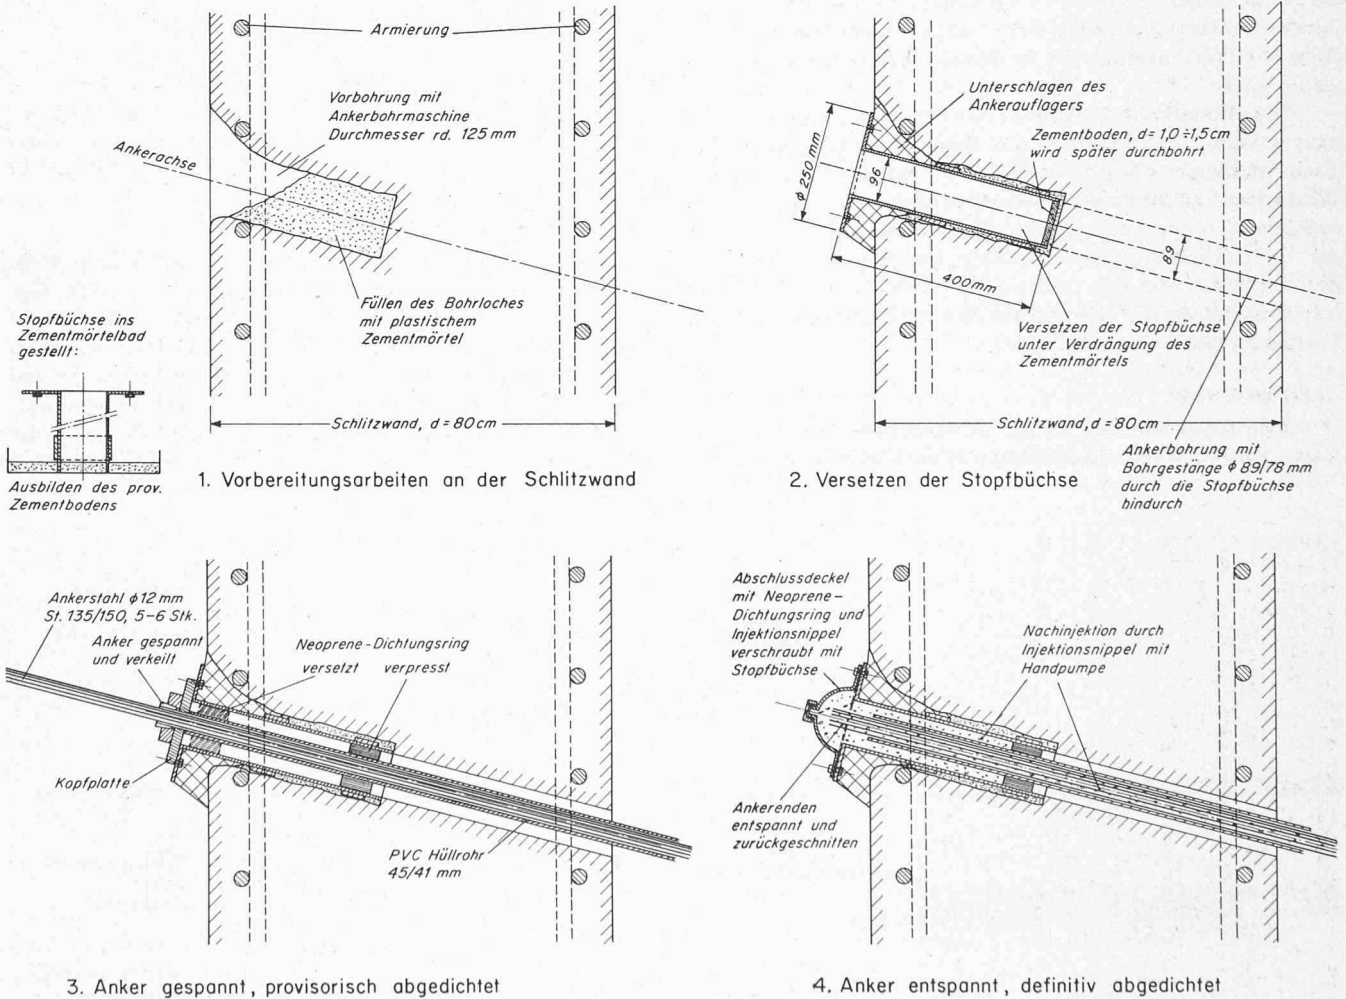 Armierung
Vorbohrung mit
Ankerbohrmaschine
Durchmesser rd. 125 mm
Ankerachse
Füllen des Bohrloches
mit plastischem
Zementmörtel
Stopfbüchse ins
Zementmörtelbad
gestellt:
Ausbilden des prov.
Zementbodens
Schlitzwand, d = 80 cm
1. Vorbereitungsarbeiten an der Schlitzwand
Unterschlagen des
Ankerauflagers
Zementboden, d = 1,0 ÷ 1,5 cm
wird später durchbohrt
ϕ 250 mm
96
89
400 mm
Versetzen der Stopfbüchse
unter Verdrängung des
Zementmörtels
Schlitzwand, d = 80 cm
Ankerbohrung mit
Bohrgestänge ϕ 89/78 mm
durch die Stopfbüchse
hindurch
2. Versetzen der Stopfbüchse
Ankerstahl ϕ 12 mm
St. 135/150, 5-6 Stk.
Anker gespannt
und verkeilt
Neoprene-Dichtungsring
versetzt verpresst
Kopfplatte
PVC Hüllrohr
45/41 mm
3. Anker gespannt, provisorisch abgedichtet
Abschlussdeckel
mit Neoprene-
Dichtungsring und
Injektionsnippel
verschraubt mit
Stopfbüchse
Nachinjektion durch
Injektionsnippel mit
Handpumpe
Ankerenden
entspannt und
zurückgeschnitten
4. Anker entspannt, definitiv abgedichtet